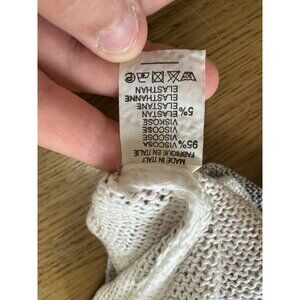 MADE IN ITALY
FABRIQUE EN ITALIE
95% VISCOSA
VISCOSE
VISCOSE
VISKOSE
5% ELASTAN
ELASTANE
ELASTHANNE
ELASTHAN